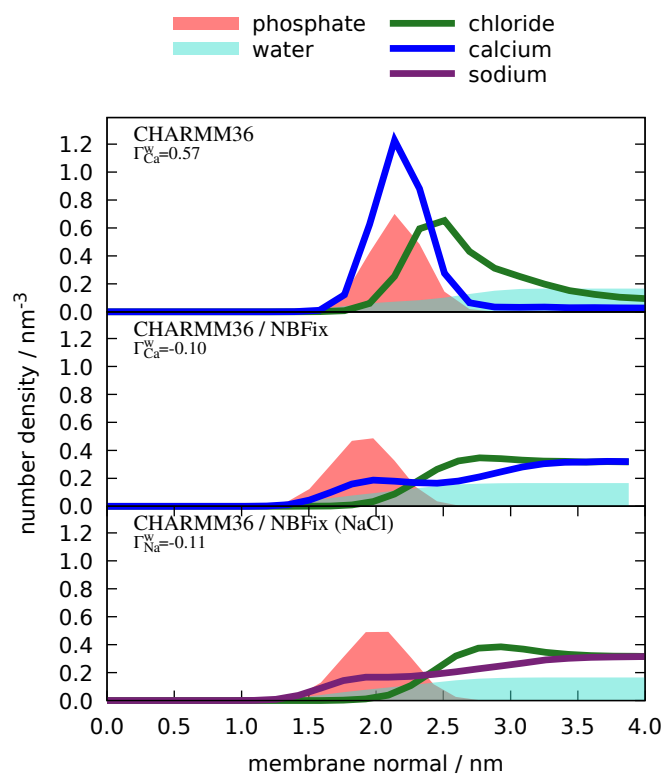 phosphate
water
chloride
calcium
sodium
CHARMM36
Γ^w_Ca=0.57
1.2
1.0
0.8
0.6
0.4
0.2
0.0
CHARMM36 / NBFix
Γ^w_Ca=-0.10
1.2
1.0
0.8
0.6
0.4
0.2
0.0
CHARMM36 / NBFix (NaCl)
Γ^w_Na=-0.11
1.2
1.0
0.8
0.6
0.4
0.2
0.0
number density / nm⁻³
0.0 0.5 1.0 1.5 2.0 2.5 3.0 3.5 4.0
membrane normal / nm